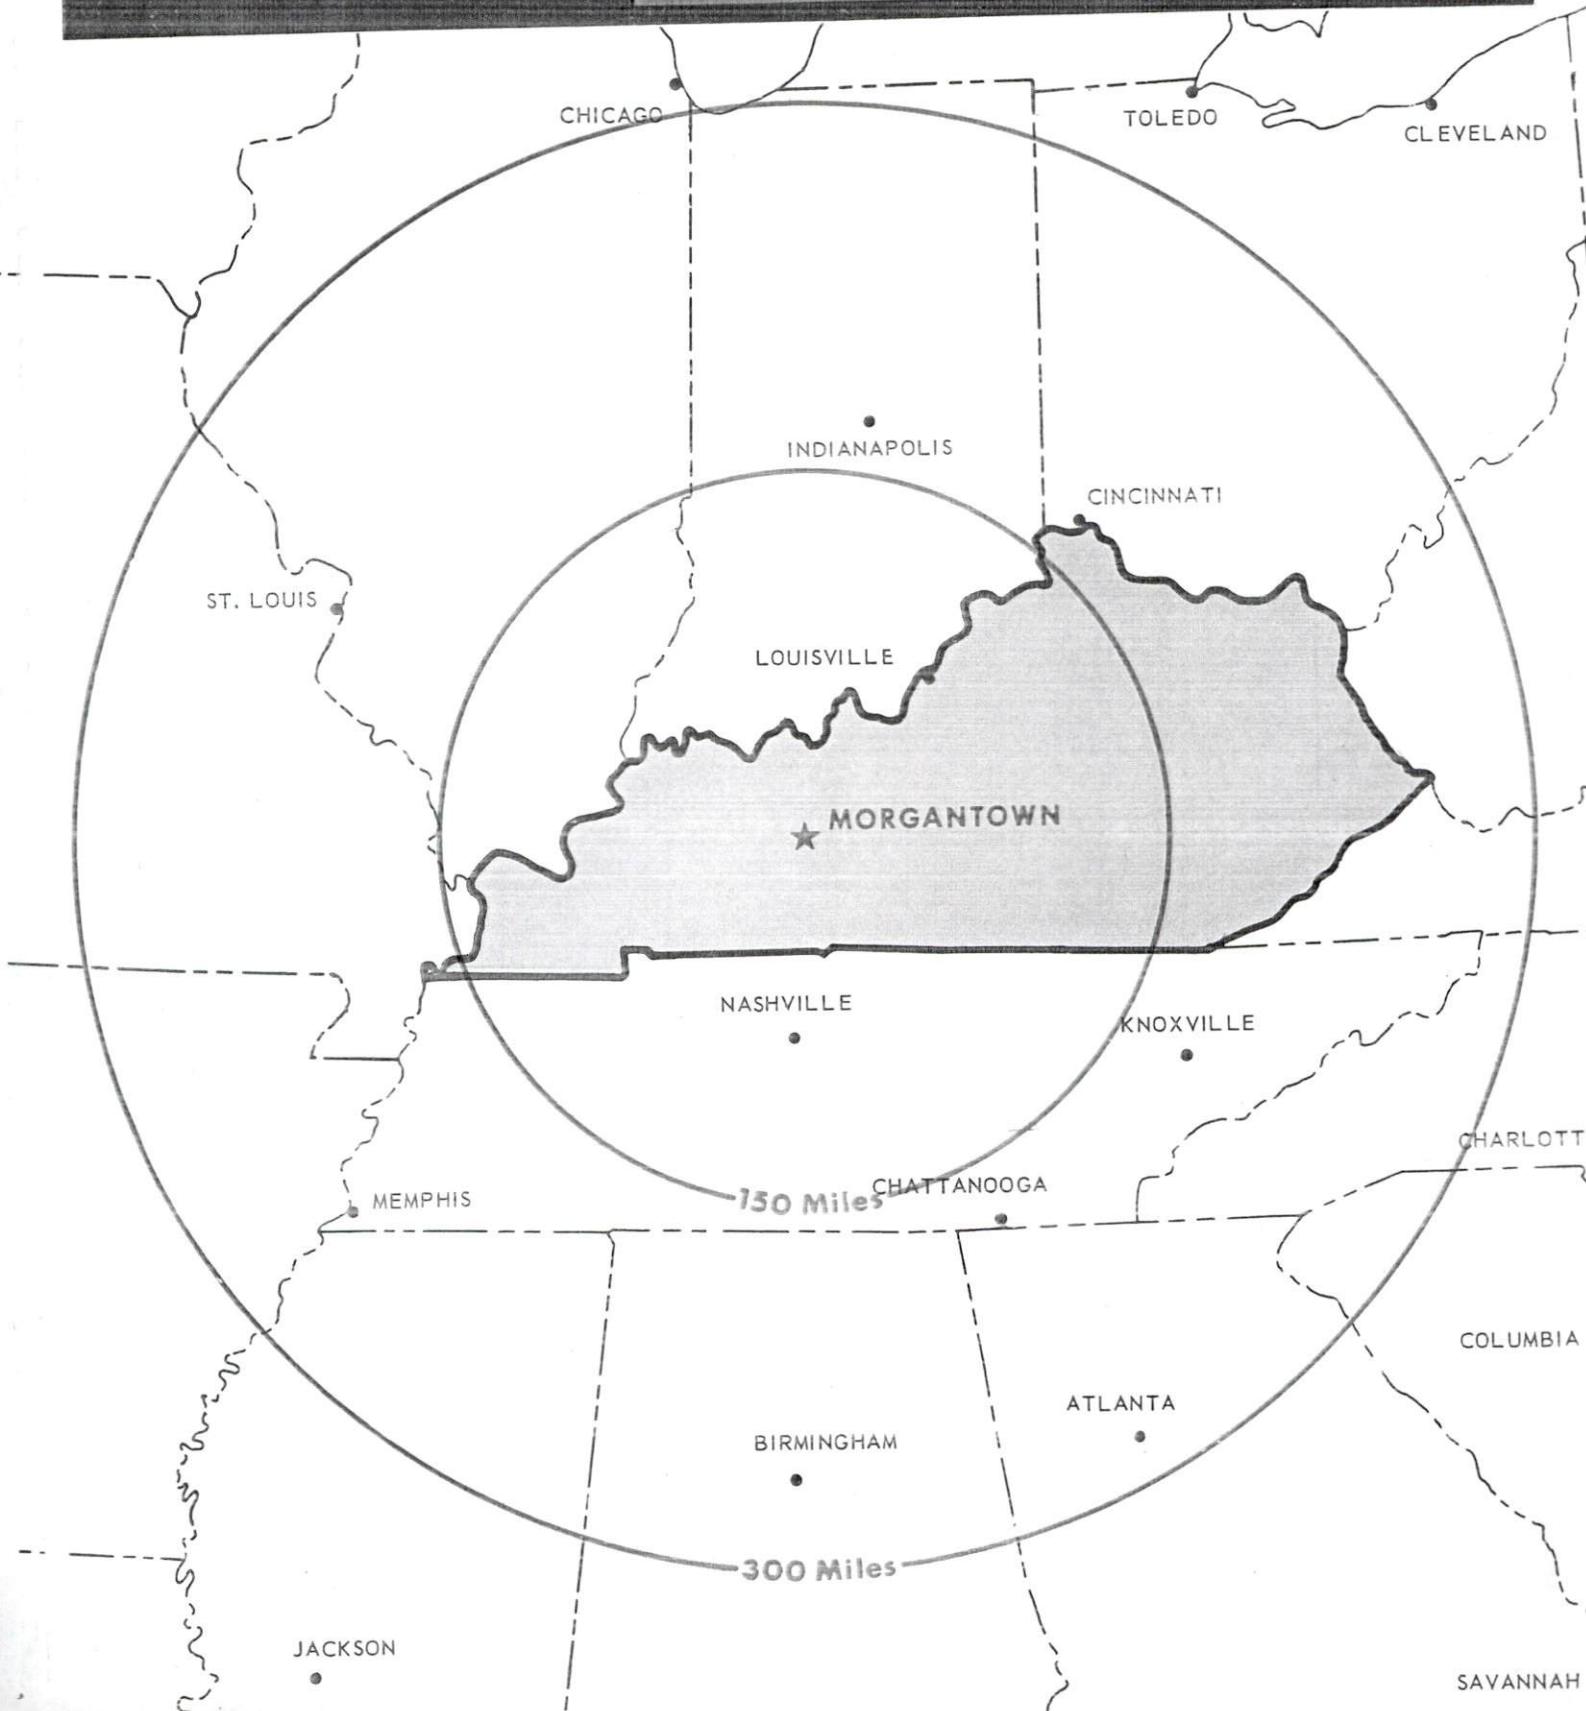 CHICAGO
TOLEDO
CLEVELAND
INDIANAPOLIS
CINCINNATI
ST. LOUIS
LOUISVILLE
MORGANTOWN
NASHVILLE
KNOXVILLE
CHARLOTT
CHATTANOOGA
MEMPHIS
150 Miles
COLUMBIA
ATLANTA
BIRMINGHAM
300 Miles
JACKSON
SAVANNAH